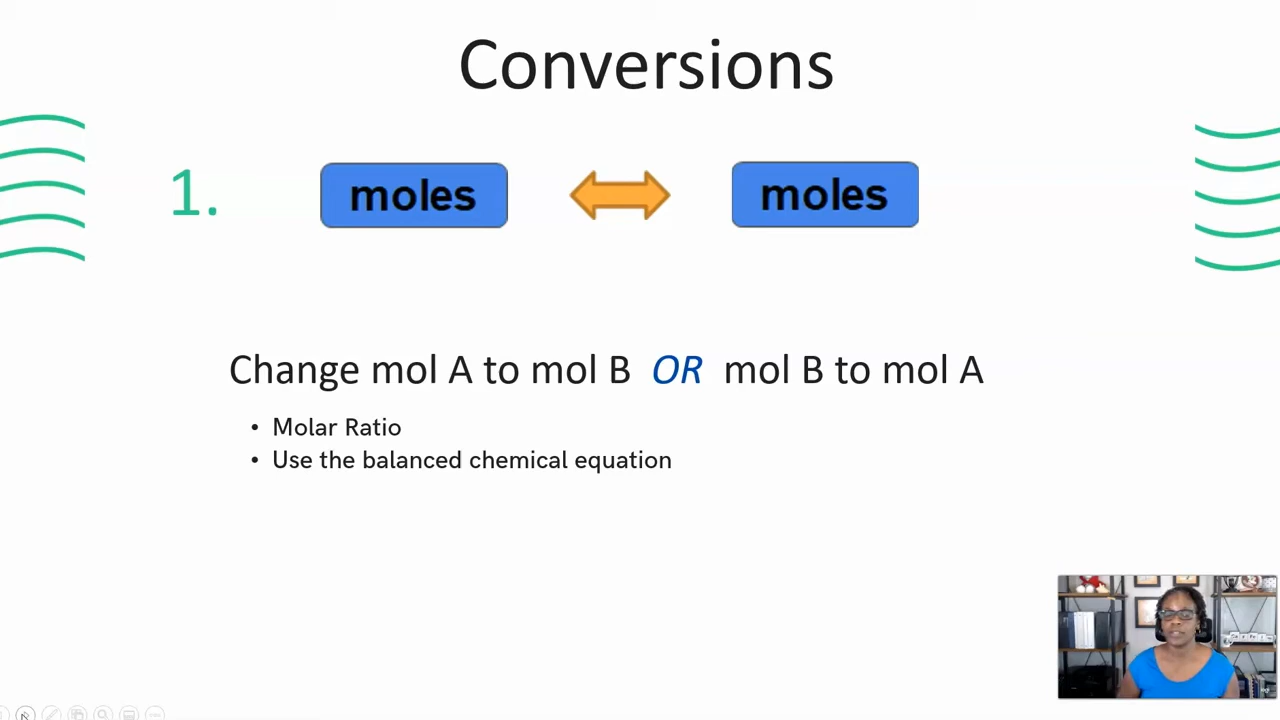 Conversions
1. moles moles
Change mol A to mol B OR mol B to mol A
• Molar Ratio
• Use the balanced chemical equation